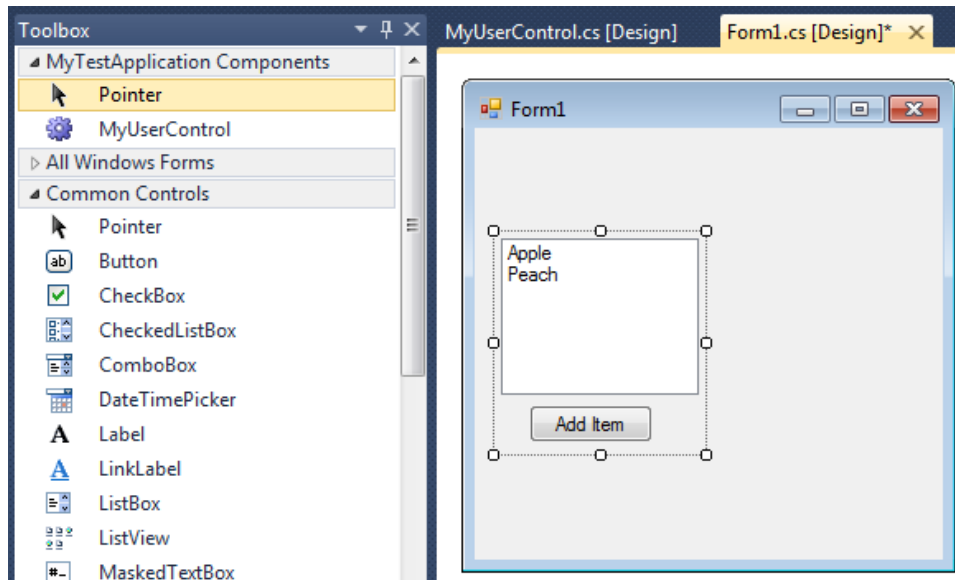 Toolbox
MyTestApplication Components
Pointer
MyUserControl
All Windows Forms
Common Controls
Pointer
ab Button
CheckBox
CheckedListBox
ComboBox
DateTimePicker
A Label
A LinkLabel
ListBox
ListView
#_ MaskedTextBox
MyUserControl.cs [Design]
Form1.cs [Design]*
Form1
Apple
Peach
Add Item